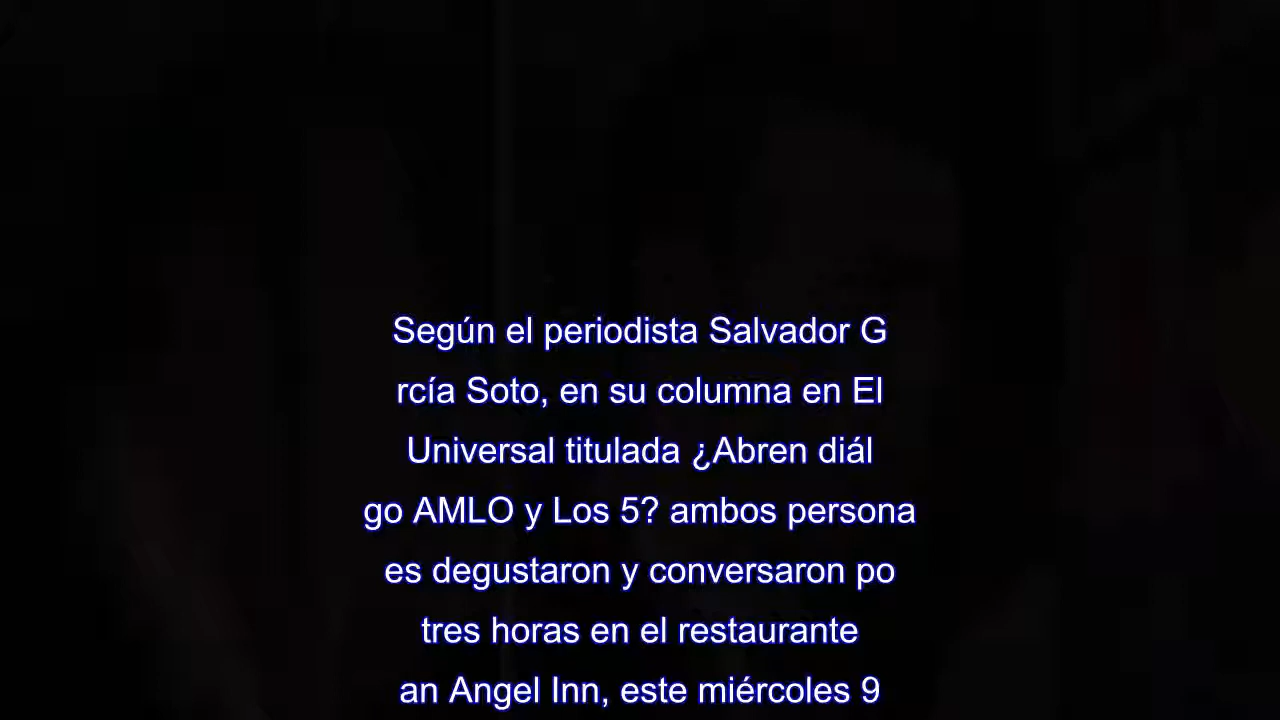 Según el periodista Salvador G
rcía Soto, en su columna en El
Universal titulada ¿Abren diál
go AMLO y Los 5? ambos persona
es degustaron y conversaron po
tres horas en el restaurante
an Angel Inn, este miércoles 9